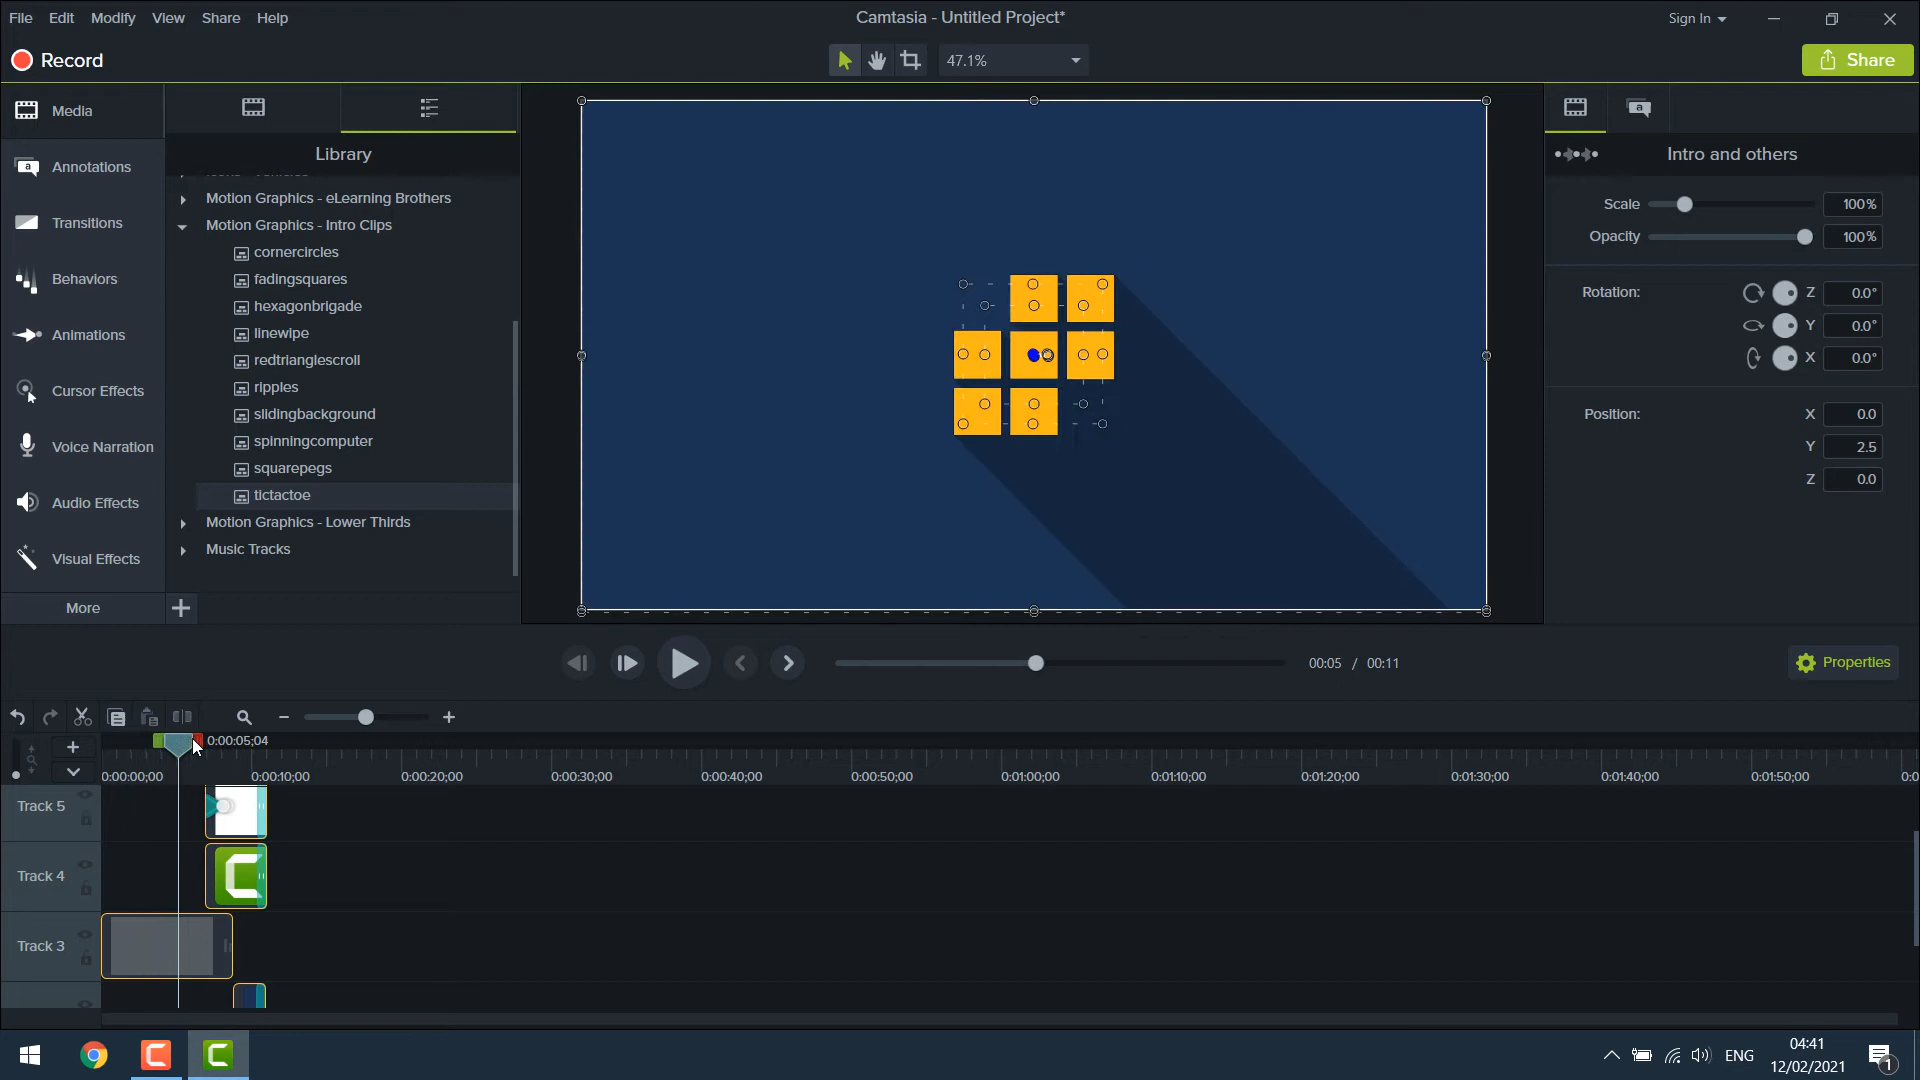 File Edit Modify View Share Help
Camtasia - Untitled Project*
Sign In
Record
47.1%
Share
Media
Annotations
Transitions
Behaviors
Animations
Cursor Effects
Voice Narration
Audio Effects
Visual Effects
More
Library
Motion Graphics - eLearning Brothers
Motion Graphics - Intro Clips
cornercircles
fadingsquares
hexagonbrigade
linewipe
redtrianglescroll
ripples
slidingbackground
spinningcomputer
squarepegs
tictactoe
Motion Graphics - Lower Thirds
Music Tracks
Intro and others
Scale 100%
Opacity 100%
Rotation: Z 0.0°
Y 0.0°
X 0.0°
Position: X 0.0
Y 2.5
Z 0.0
00:05 / 00:11
Properties
0:00:05;04
0:00:00;00 0:00:10;00 0:00:20;00 0:00:30;00 0:00:40;00 0:00:50;00 0:01:00;00 0:01:10;00 0:01:20;00 0:01:30;00 0:01:40;00 0:01:50;00
Track 5
Track 4
Track 3
ENG
04:41
12/02/2021
1